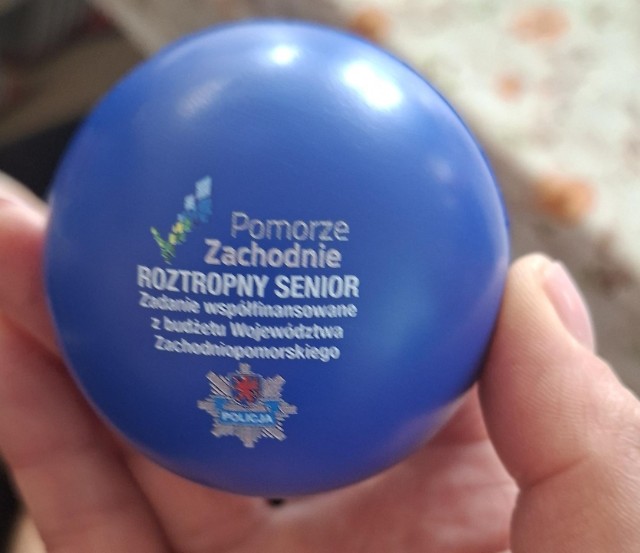 Pomorze
Zachodnie
ROZTROPNY SENIOR
Zadanie współfinansowane
z budżetu Województwa
Zachodniopomorskiego
POLICJA